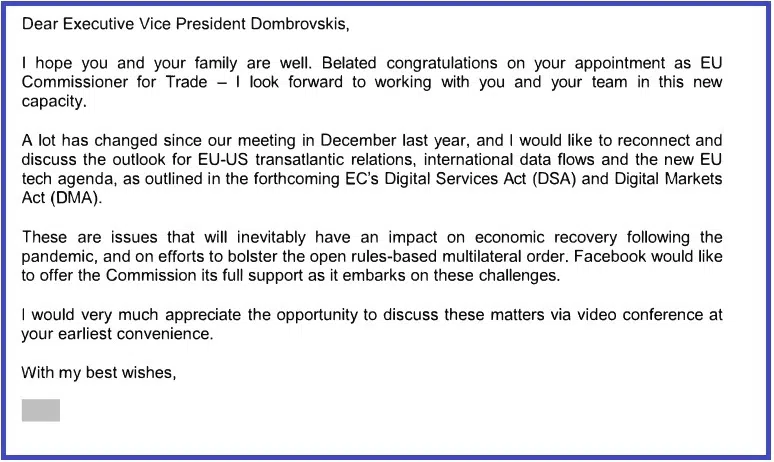 Dear Executive Vice President Dombrovskis,
I hope you and your family are well. Belated congratulations on your appointment as EU
Commissioner for Trade – I look forward to working with you and your team in this new
capacity.
A lot has changed since our meeting in December last year, and I would like to reconnect and
discuss the outlook for EU-US transatlantic relations, international data flows and the new EU
tech agenda, as outlined in the forthcoming EC's Digital Services Act (DSA) and Digital Markets
Act (DMA).
These are issues that will inevitably have an impact on economic recovery following the
pandemic, and on efforts to bolster the open rules-based multilateral order. Facebook would like
to offer the Commission its full support as it embarks on these challenges.
I would very much appreciate the opportunity to discuss these matters via video conference at
your earliest convenience.
With my best wishes,